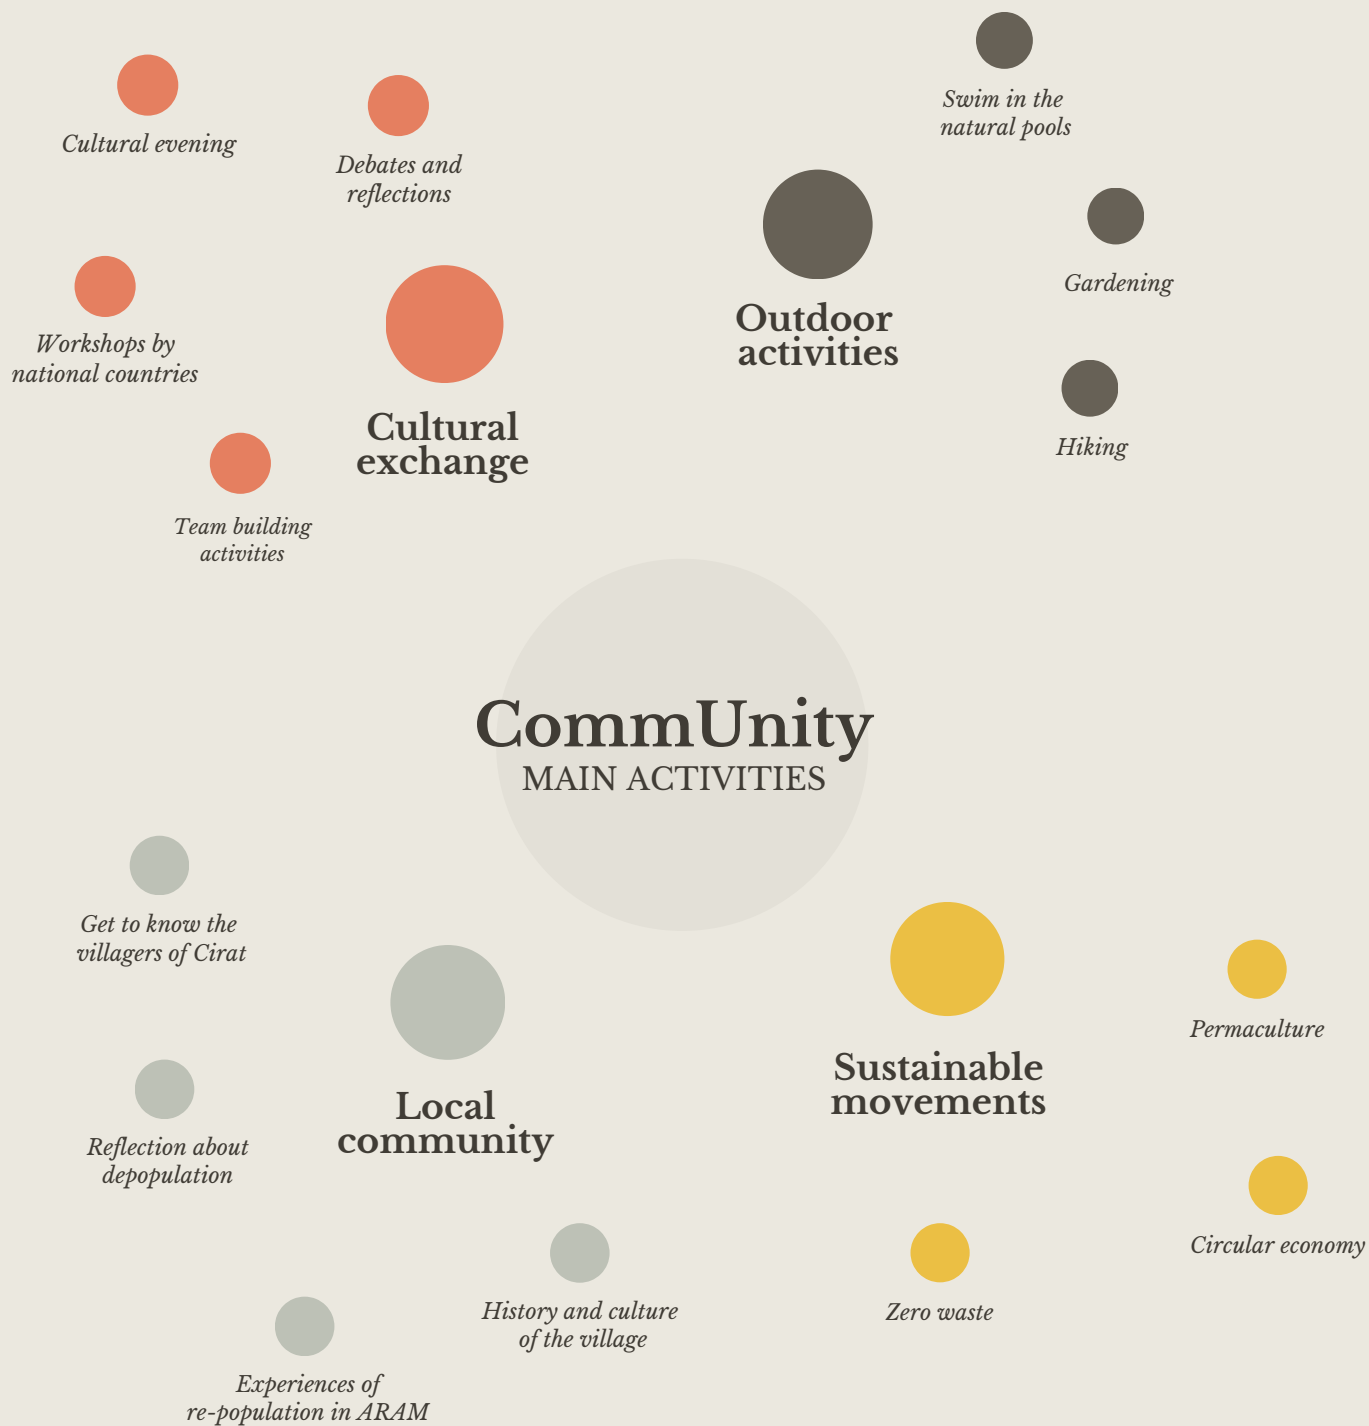 Cultural evening
Debates and
reflections
Workshops by
national countries
Team building
activities
Cultural
exchange
Swim in the
natural pools
Gardening
Hiking
Outdoor
activities
CommUnity
MAIN ACTIVITIES
Get to know the
villagers of Cirat
Reflection about
depopulation
Local
community
History and culture
of the village
Experiences of
re-population in ARAM
Sustainable
movements
Permaculture
Circular economy
Zero waste